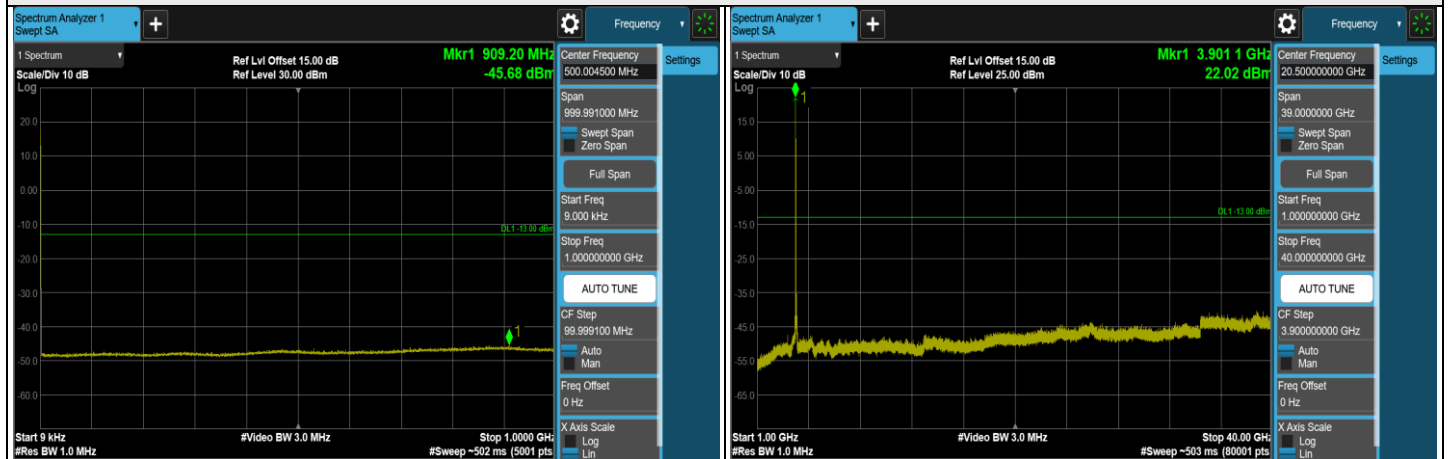 Spectrum Analyzer 1
Swept SA
+
Frequency
1 Spectrum
Scale/Div 10 dB
Log
Ref Lvl Offset 15.00 dB
Ref Level 30.00 dBm
Mkr1 909.20 MHz
-45.68 dBm
1
20.0
10.0
0.00
-10.0
-20.0
-30.0
-40.0
-50.0
-60.0
DL1 -13.00 dBm
Start 9 kHz
#Res BW 1.0 MHz
#Video BW 3.0 MHz
Stop 1.0000 GHz
#Sweep ~502 ms (5001 pts
Center Frequency
500.004500 MHz
Settings
Span
999.991000 MHz
Swept Span
Zero Span
Full Span
Start Freq
9.000 kHz
Stop Freq
1.000000000 GHz
AUTO TUNE
CF Step
99.999100 MHz
Auto
Man
Freq Offset
0 Hz
X Axis Scale
Log
Lin
Spectrum Analyzer 1
Swept SA
+
Frequency
1 Spectrum
Scale/Div 10 dB
Log
Ref Lvl Offset 15.00 dB
Ref Level 25.00 dBm
Mkr1 3.901 1 GHz
22.02 dBm
1
15.0
5.00
-5.00
-15.0
-25.0
-35.0
-45.0
-55.0
-65.0
DL1 -13.00 dBm
Start 1.00 GHz
#Res BW 1.0 MHz
#Video BW 3.0 MHz
Stop 40.00 GHz
#Sweep ~503 ms (80001 pts
Center Frequency
20.500000000 GHz
Settings
Span
39.0000000 GHz
Swept Span
Zero Span
Full Span
Start Freq
1.000000000 GHz
Stop Freq
40.000000000 GHz
AUTO TUNE
CF Step
3.900000000 GHz
Auto
Man
Freq Offset
0 Hz
X Axis Scale
Log
Lin